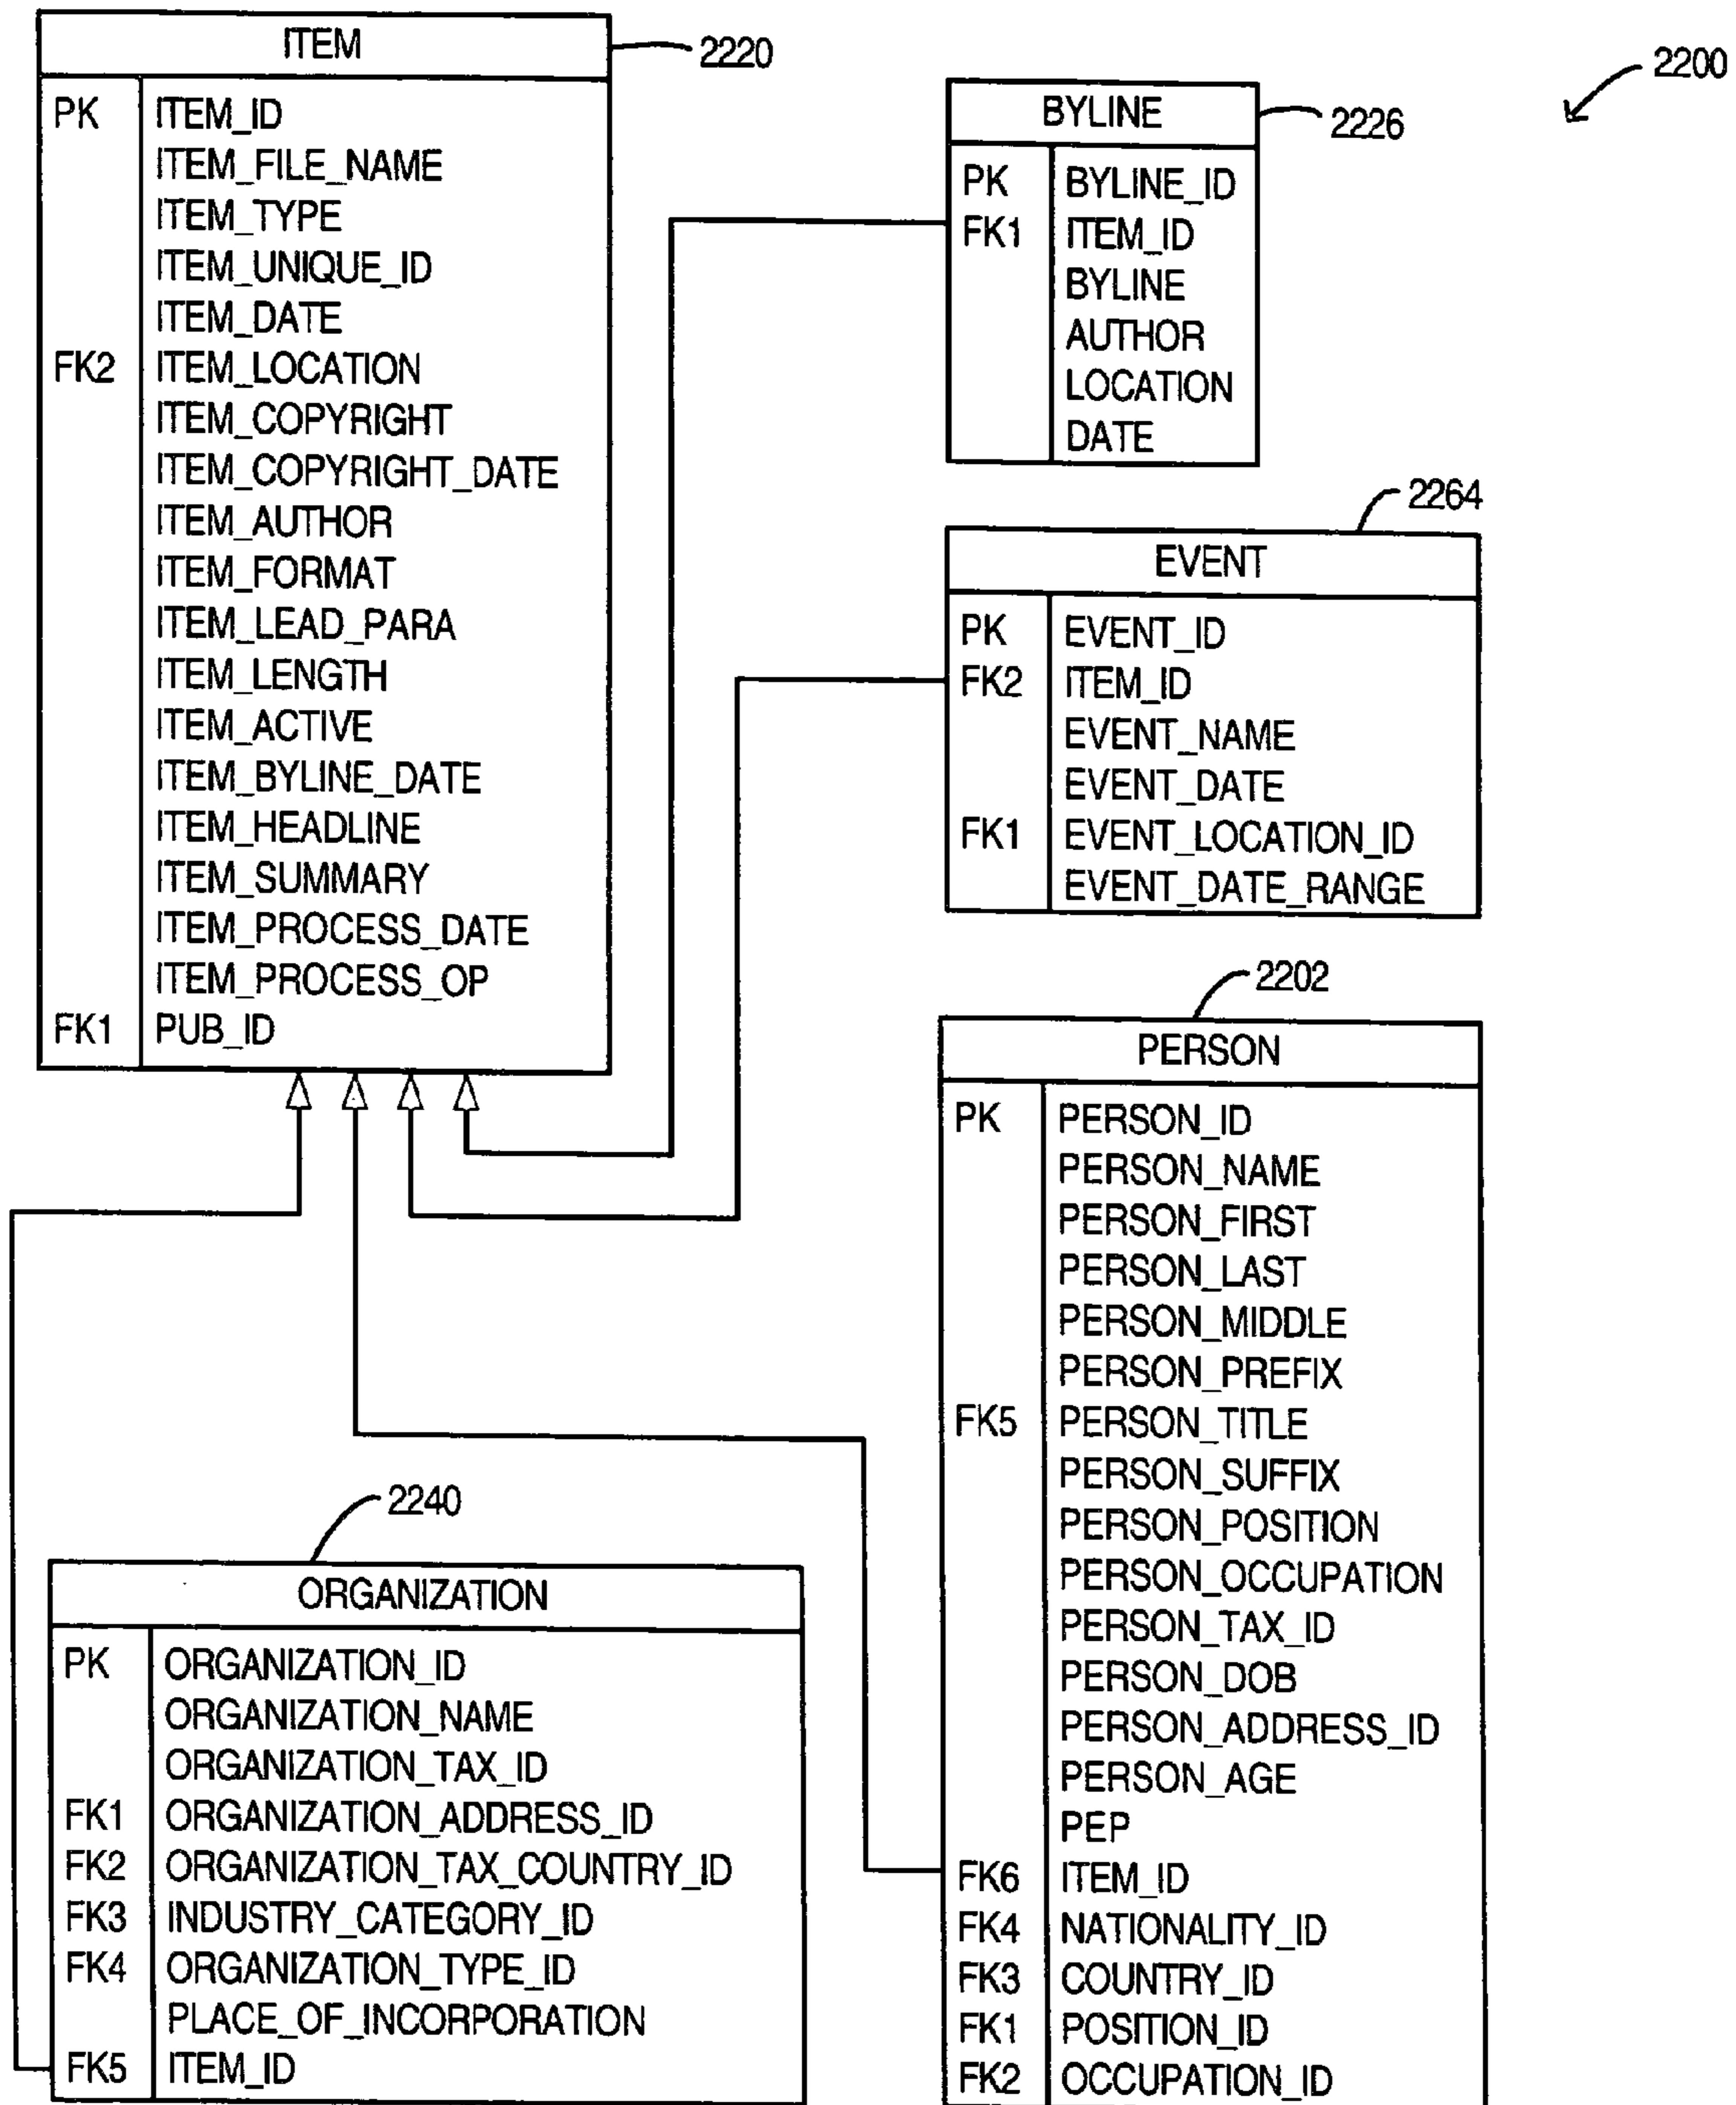 ITEM
2220
PK ITEM_ID
ITEM_FILE_NAME
ITEM_TYPE
ITEM_UNIQUE_ID
ITEM_DATE
FK2 ITEM_LOCATION
ITEM_COPYRIGHT
ITEM_COPYRIGHT_DATE
ITEM_AUTHOR
ITEM_FORMAT
ITEM_LEAD_PARA
ITEM_LENGTH
ITEM_ACTIVE
ITEM_BYLINE_DATE
ITEM_HEADLINE
ITEM_SUMMARY
ITEM_PROCESS_DATE
ITEM_PROCESS_OP
FK1 PUB_ID
2200
BYLINE
2226
PK BYLINE_ID
FK1 ITEM_ID
BYLINE
AUTHOR
LOCATION
DATE
2264
EVENT
PK EVENT_ID
FK2 ITEM_ID
EVENT_NAME
EVENT_DATE
FK1 EVENT_LOCATION_ID
EVENT_DATE_RANGE
2202
PERSON
PK PERSON_ID
PERSON_NAME
PERSON_FIRST
PERSON_LAST
PERSON_MIDDLE
PERSON_PREFIX
FK5 PERSON_TITLE
PERSON_SUFFIX
PERSON_POSITION
PERSON_OCCUPATION
PERSON_TAX_ID
PERSON_DOB
PERSON_ADDRESS_ID
PERSON_AGE
PEP
FK6 ITEM_ID
FK4 NATIONALITY_ID
FK3 COUNTRY_ID
FK1 POSITION_ID
FK2 OCCUPATION_ID
2240
ORGANIZATION
PK ORGANIZATION_ID
ORGANIZATION_NAME
ORGANIZATION_TAX_ID
FK1 ORGANIZATION_ADDRESS_ID
FK2 ORGANIZATION_TAX_COUNTRY_ID
FK3 INDUSTRY_CATEGORY_ID
FK4 ORGANIZATION_TYPE_ID
PLACE_OF_INCORPORATION
FK5 ITEM_ID